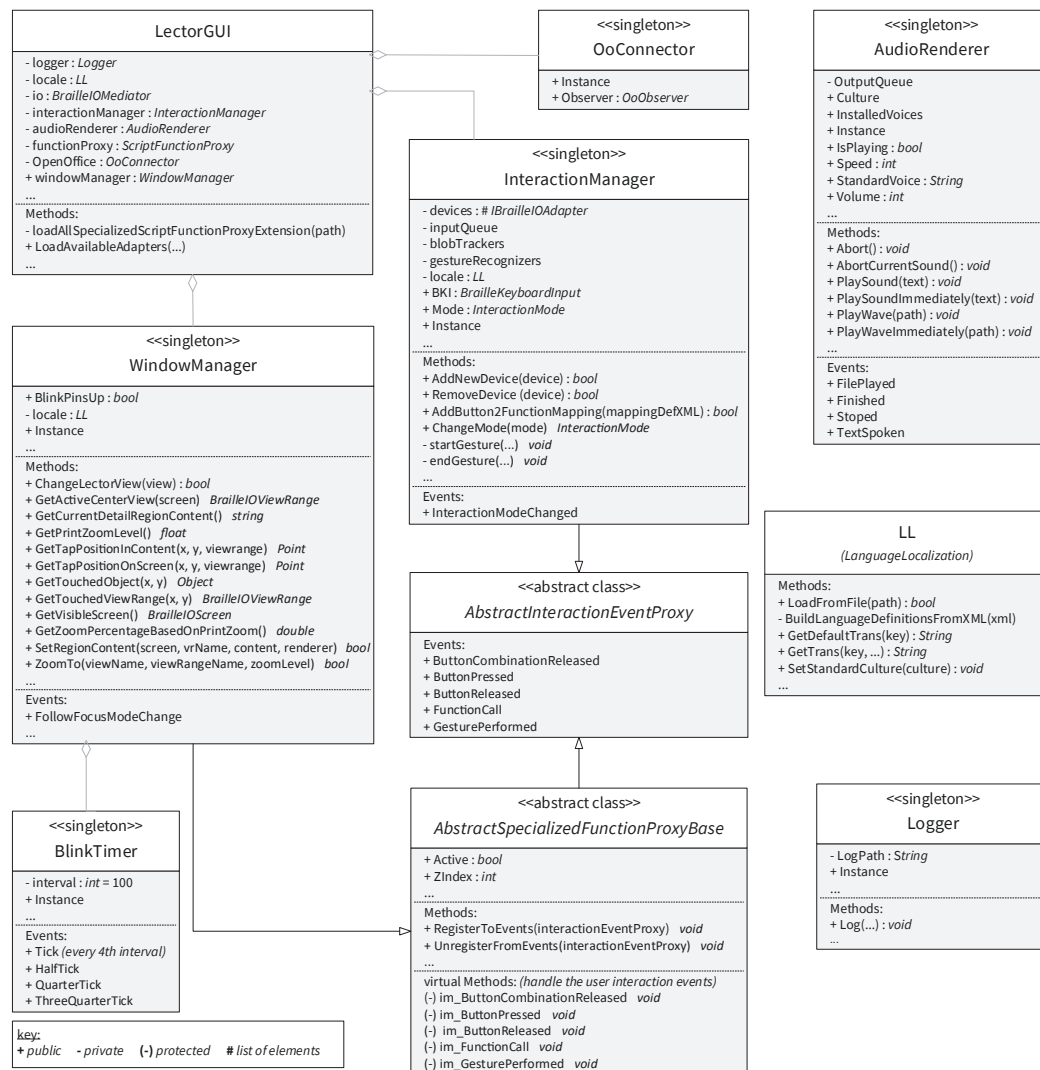 LectorGUI
- logger : Logger
- locale : LL
- io : BrailleIOMediator
- interactionManager : InteractionManager
- audioRenderer : AudioRenderer
- functionProxy : ScriptFunctionProxy
- OpenOffice : OoConnector
+ windowManager : WindowManager
...
Methods:
- loadAllSpecializedScriptFunctionProxyExtension(path)
+ LoadAvailableAdapters(...)
...
<<singleton>>
OoConnector
+ Instance
+ Observer : OoObserver
<<singleton>>
AudioRenderer
- OutputQueue
+ Culture
+ InstalledVoices
+ Instance
+ IsPlaying : bool
+ Speed : int
+ StandardVoice : String
+ Volume : int
...
Methods:
+ Abort() : void
+ AbortCurrentSound() : void
+ PlaySound(text) : void
+ PlaySoundImmediately(text) : void
+ PlayWave(path) : void
+ PlayWaveImmediately(path) : void
...
Events:
+ FilePlayed
+ Finished
+ Stoped
+ TextSpoken
<<singleton>>
InteractionManager
- devices : # IBrailleIOAdapter
- inputQueue
- blobTrackers
- gestureRecognizers
- locale : LL
+ BKI : BrailleKeyboardInput
+ Mode : InteractionMode
+ Instance
...
Methods:
+ AddNewDevice(device) : bool
+ RemoveDevice (device) : bool
+ AddButton2FunctionMapping(mappingDefXML) : bool
+ ChangeMode(mode) InteractionMode
- startGesture(...) void
- endGesture(...) void
...
Events:
+ InteractionModeChanged
<<singleton>>
WindowManager
+ BlinkPinsUp : bool
- locale : LL
+ Instance
...
Methods:
+ ChangeLectorView(view) : bool
+ GetActiveCenterView(screen) BrailleIOViewRange
+ GetCurrentDetailRegionContent() string
+ GetPrintZoomLevel() float
+ GetTapPositionInContent(x, y, viewrange) Point
+ GetTapPositionOnScreen(x, y, viewrange) Point
+ GetTouchedObject(x, y) Object
+ GetTouchedViewRange(x, y) BrailleIOViewRange
+ GetVisibleScreen() BrailleIOScreen
+ GetZoomPercentageBasedOnPrintZoom() double
+ SetRegionContent(screen, vrName, content, renderer) bool
+ ZoomTo(viewName, viewRangeName, zoomLevel) bool
...
Events:
+ FollowFocusModeChange
...
LL
(LanguageLocalization)
Methods:
+ LoadFromFile(path) : bool
- BuildLanguageDefinitionsFromXML(xml)
+ GetDefaultTrans(key) : String
+ GetTrans(key, ...) : String
+ SetStandardCulture(culture) : void
...
<<abstract class>>
AbstractInteractionEventProxy
Events:
+ ButtonCombinationReleased
+ ButtonPressed
+ ButtonReleased
+ FunctionCall
+ GesturePerformed
<<singleton>>
BlinkTimer
- interval : int = 100
+ Instance
...
Events:
+ Tick (every 4th interval)
+ HalfTick
+ QuarterTick
+ ThreeQuarterTick
<<abstract class>>
AbstractSpecializedFunctionProxyBase
+ Active : bool
+ ZIndex : int
...
Methods:
+ RegisterToEvents(interactionEventProxy) void
+ UnregisterFromEvents(interactionEventProxy) void
...
virtual Methods: (handle the user interaction events)
(-) im_ButtonCombinationReleased void
(-) im_ButtonPressed void
(-) im_ButtonReleased void
(-) im_FunctionCall void
(-) im_GesturePerformed void
<<singleton>>
Logger
- LogPath : String
+ Instance
...
Methods:
+ Log(...) : void
...
key:
+ public - private (-) protected # list of elements